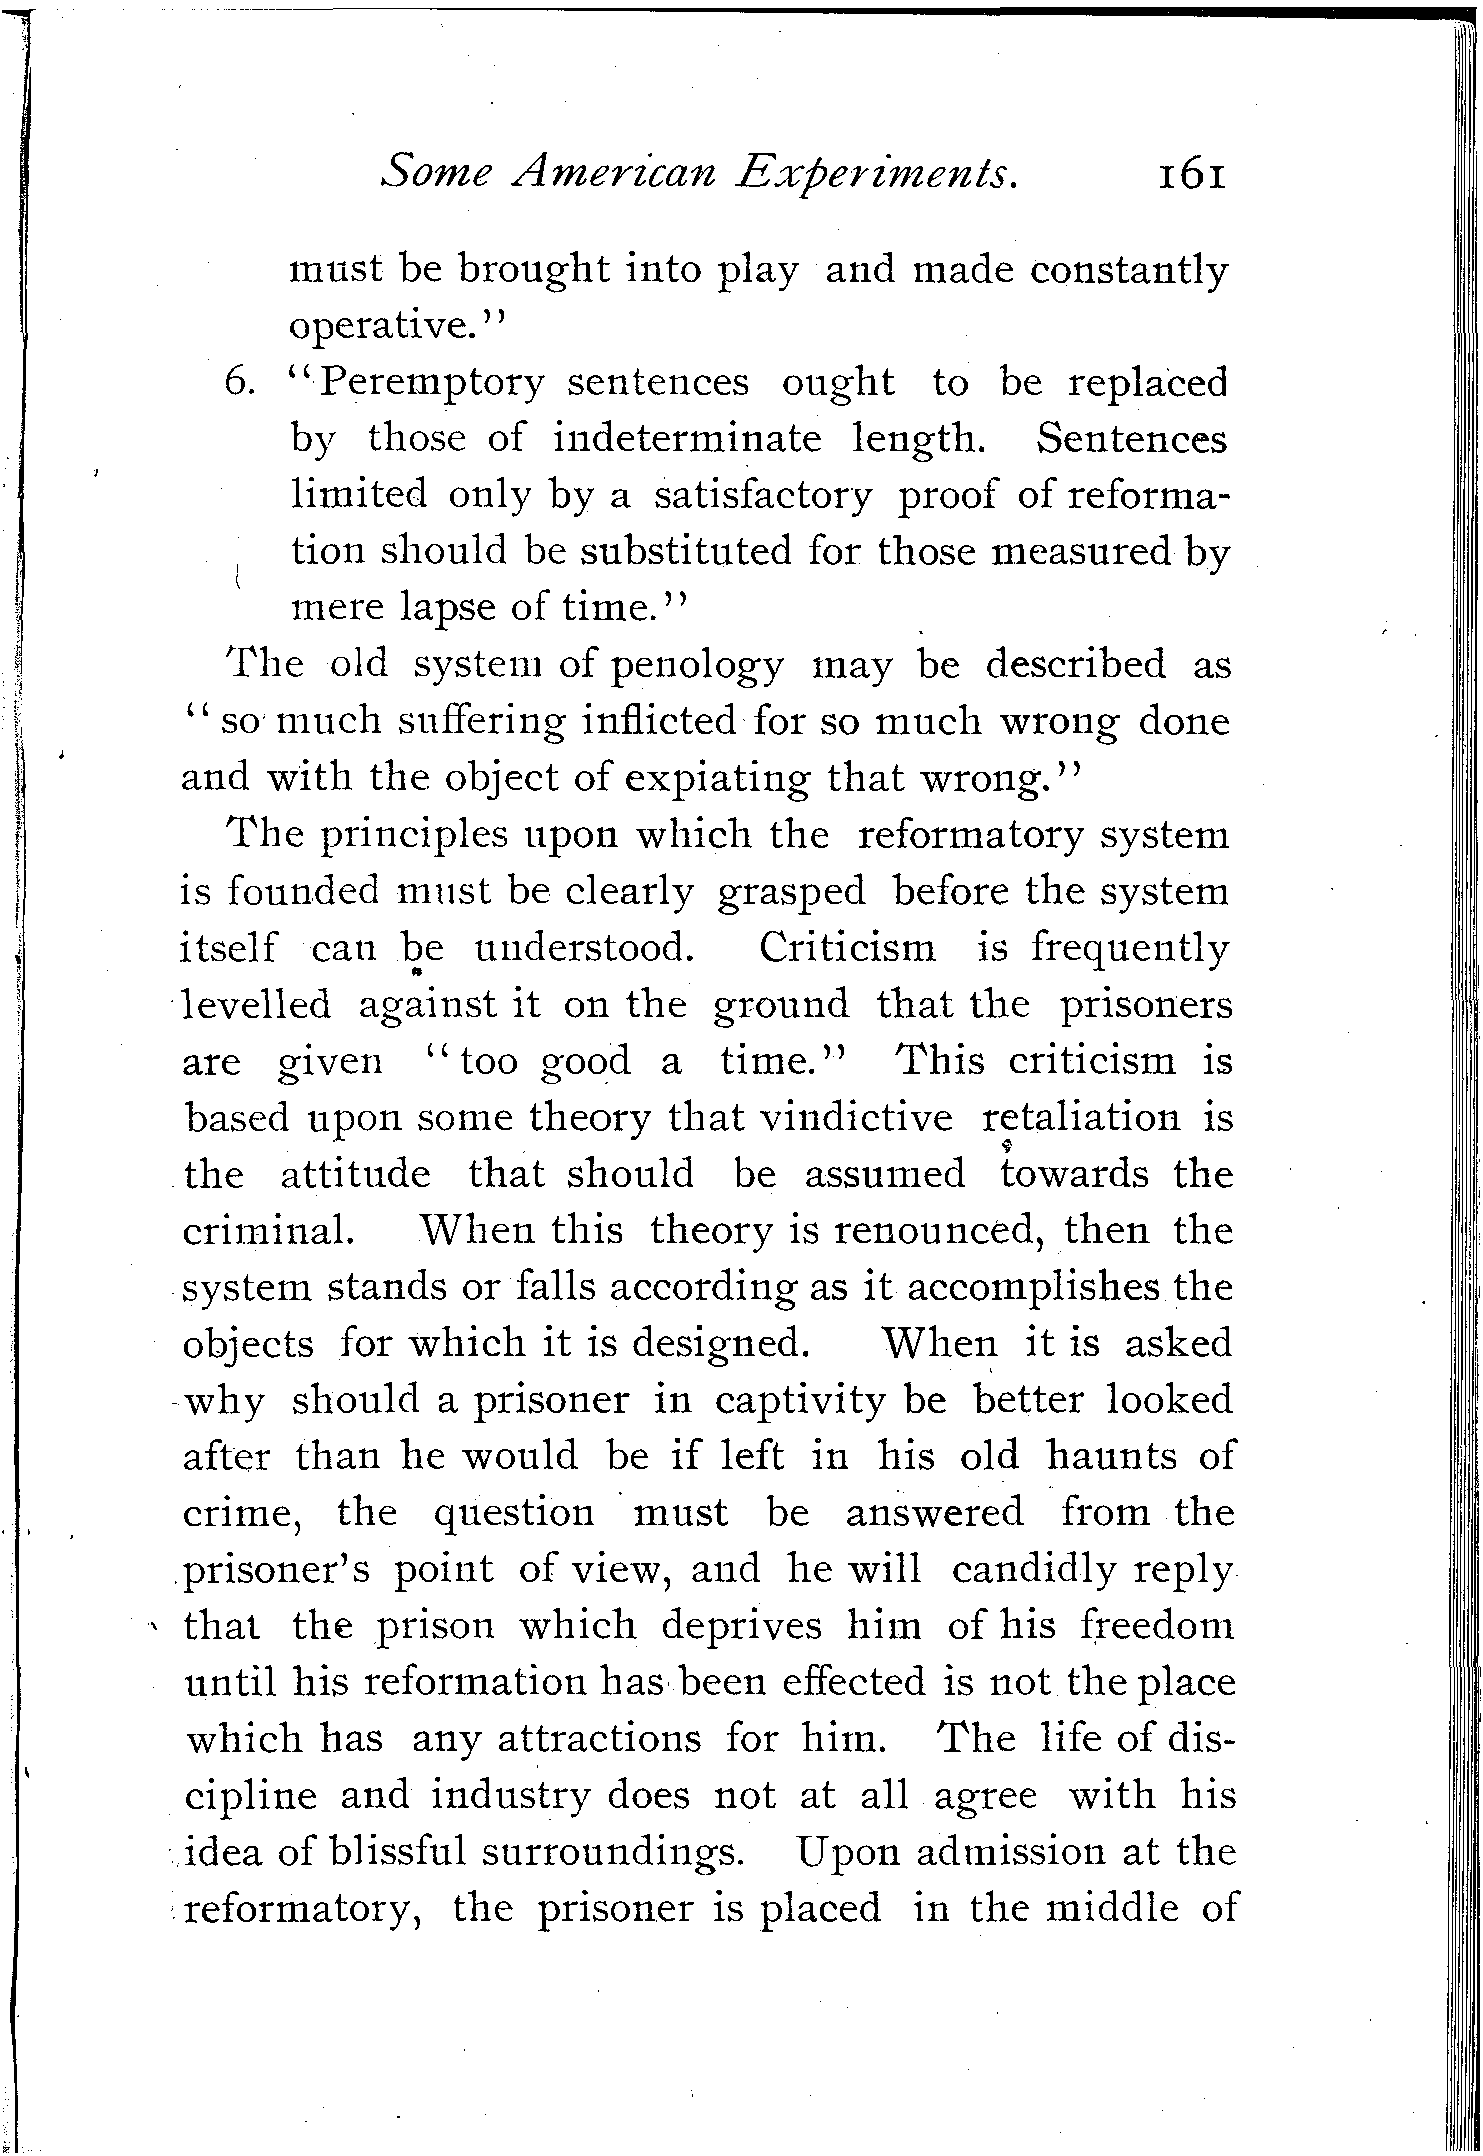 Some American Experiments. 161
must be brought into play and made constantly
operative."
6. "Peremptory sentences ought to be replaced
by those of indeterminate length. Sentences
limited only by a satisfactory proof of reforma-
tion should be substituted for those measured by
mere lapse of time."
The old system of penology may be described as
"so much suffering inflicted for so much wrong done
and with the object of expiating that wrong."
The principles upon which the reformatory system
is founded must be clearly grasped before the system
itself can be understood. Criticism is frequently
levelled against it on the ground that the prisoners
are given "too good a time." This criticism is
based upon some theory that vindictive retaliation is
the attitude that should be assumed towards the
criminal. When this theory is renounced, then the
system stands or falls according as it accomplishes the
objects for which it is designed. When it is asked
why should a prisoner in captivity be better looked
after than he would be if left in his old haunts of
crime, the question must be answered from the
prisoner's point of view, and he will candidly reply
that the prison which deprives him of his freedom
until his reformation has been effected is not the place
which has any attractions for him. The life of dis-
cipline and industry does not at all agree with his
idea of blissful surroundings. Upon admission at the
reformatory, the prisoner is placed in the middle of